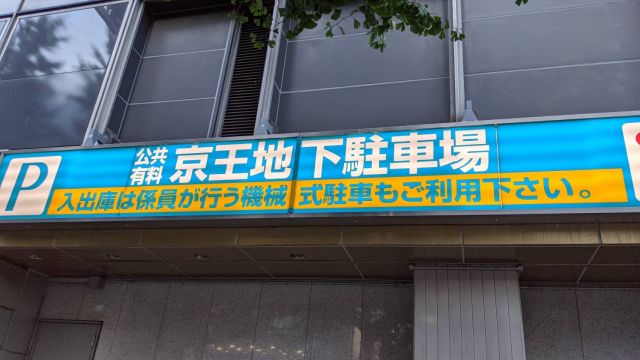 P
公共
有料
京王地下駐車場
入出庫は係員が行う機械式駐車もご利用下さい。